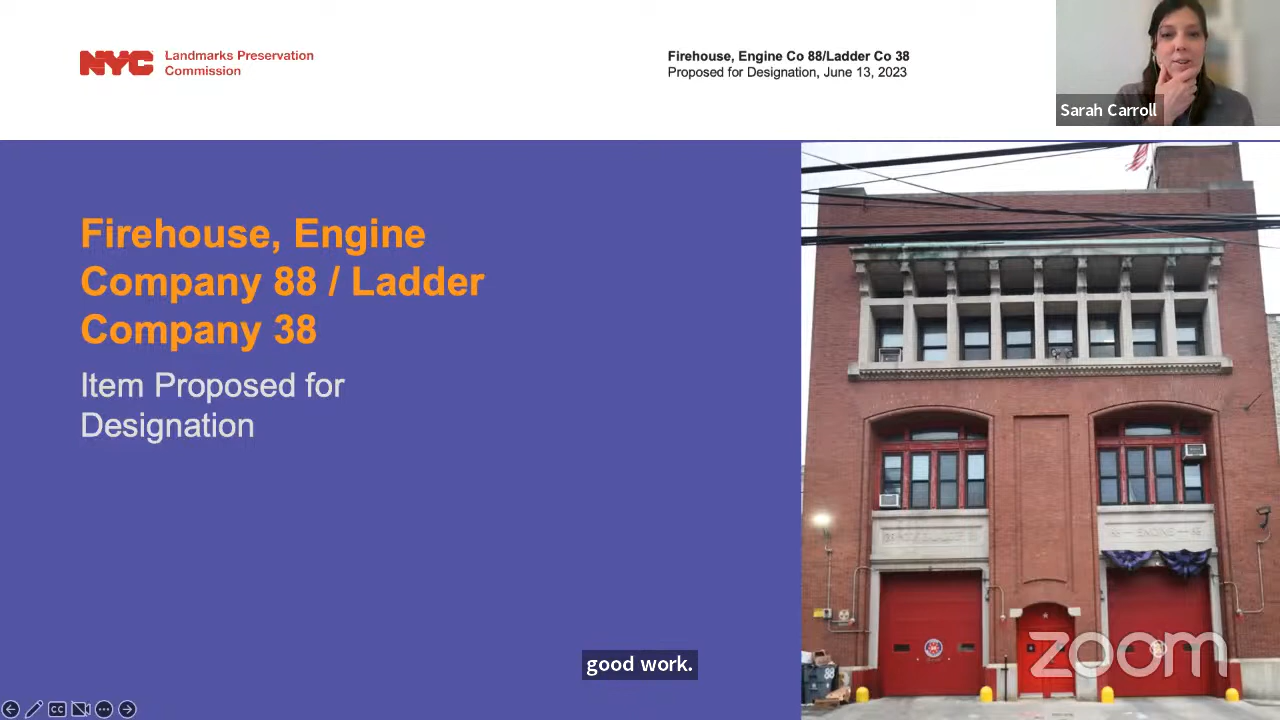 NYC
Landmarks Preservation
Commission
Firehouse, Engine Co 88/Ladder Co 38
Proposed for Designation, June 13, 2023
Sarah Carroll
Firehouse, Engine
Company 88 / Ladder
Company 38
Item Proposed for
Designation
good work.
CC
zoom